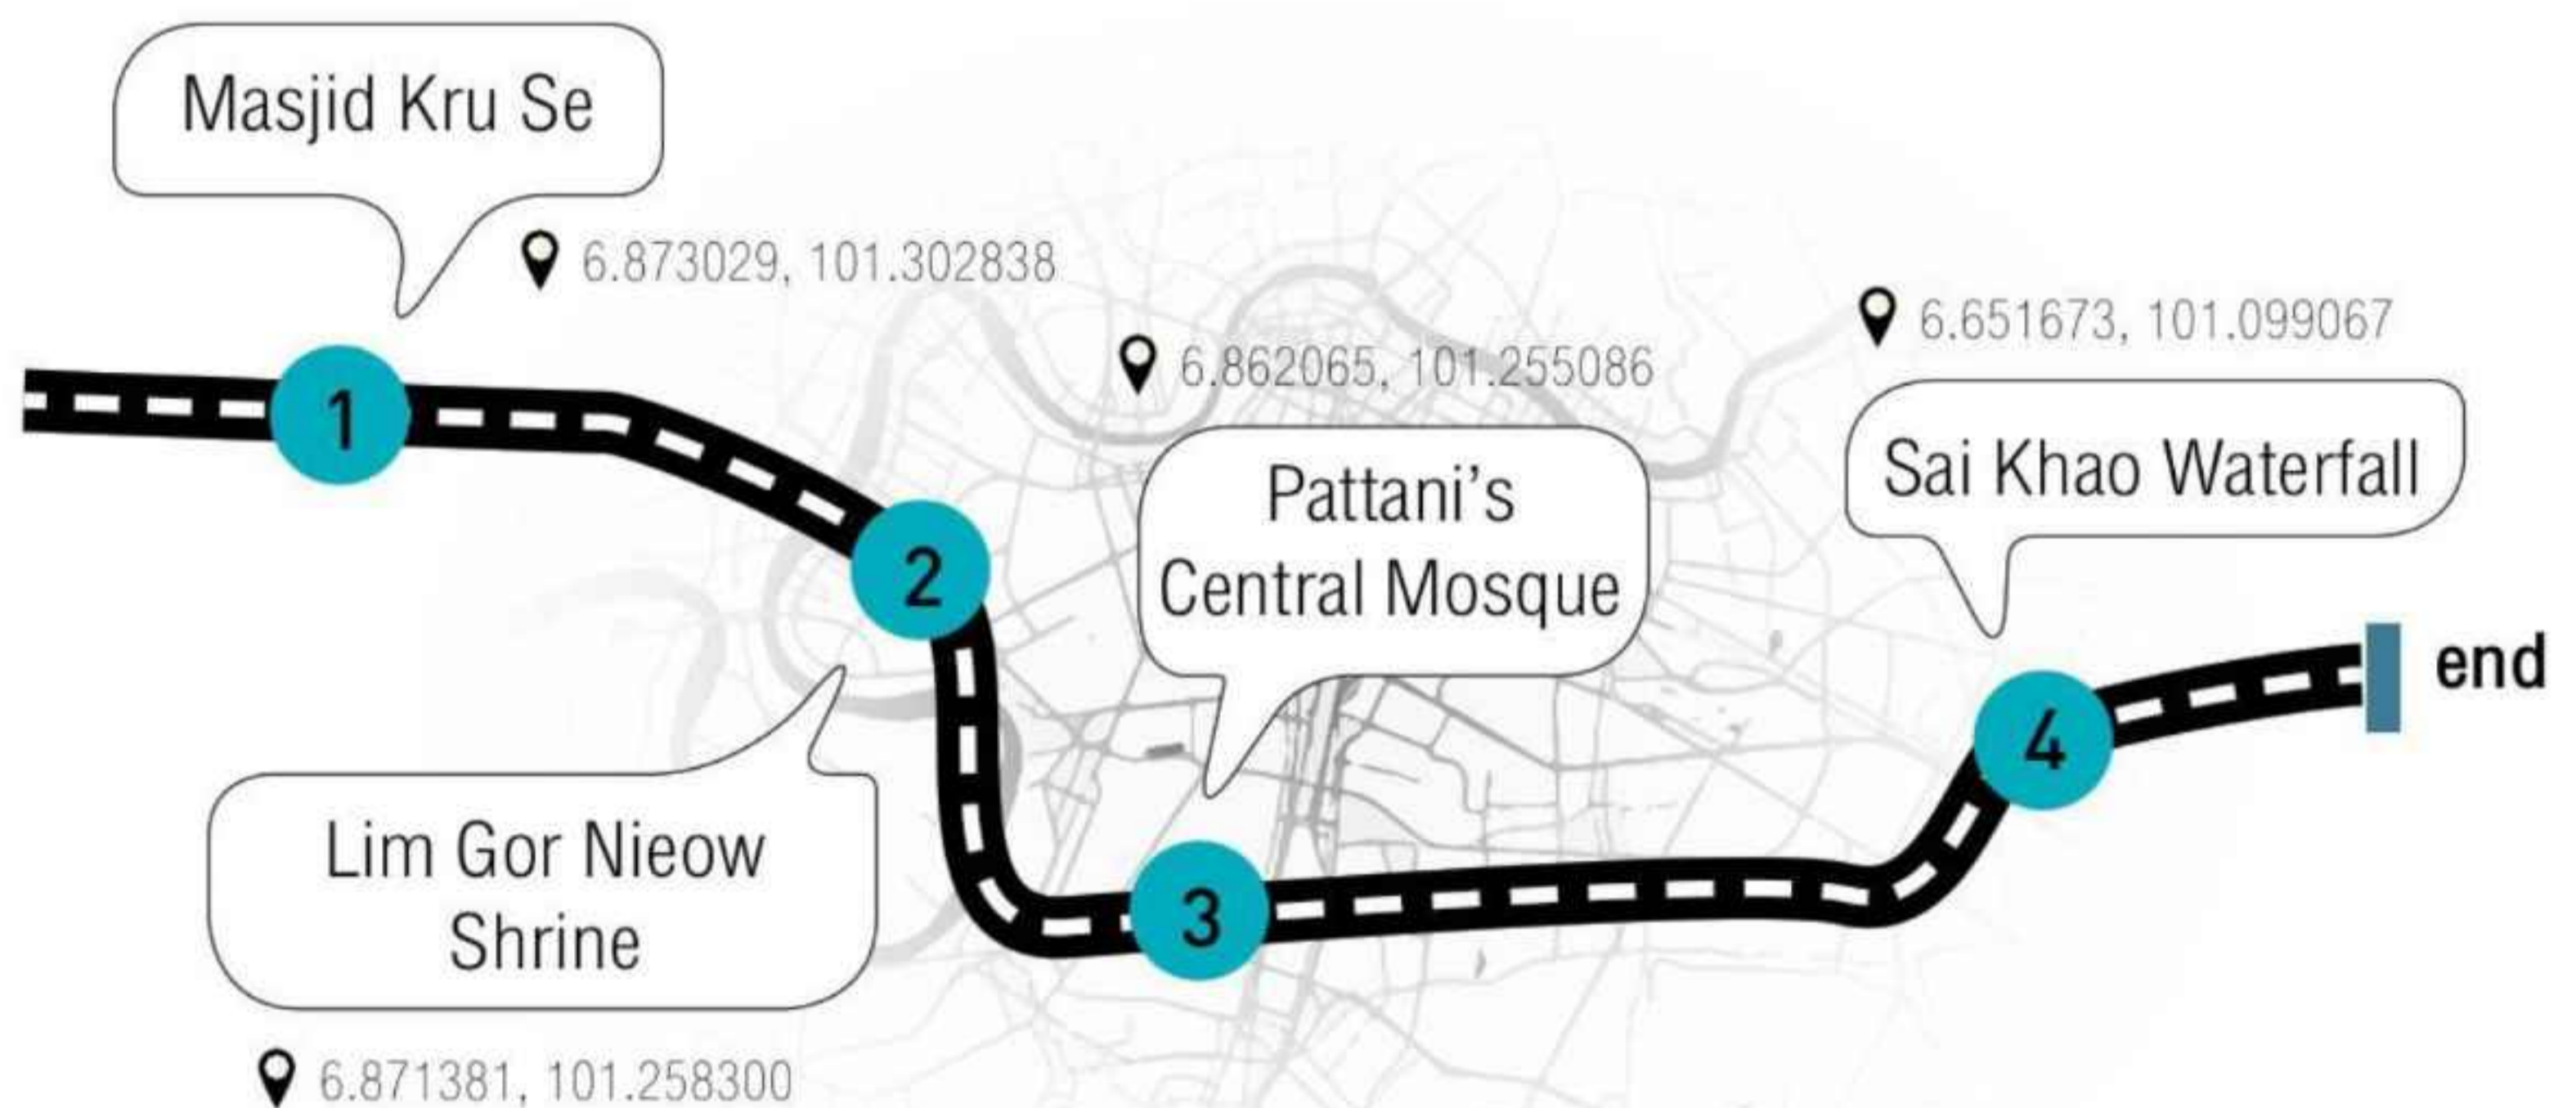 Masjid Kru Se
6.873029, 101.302838
1
2
Lim Gor Nieow
Shrine
6.871381, 101.258300
6.862065, 101.255086
Pattani’s
Central Mosque
3
6.651673, 101.099067
Sai Khao Waterfall
4
end